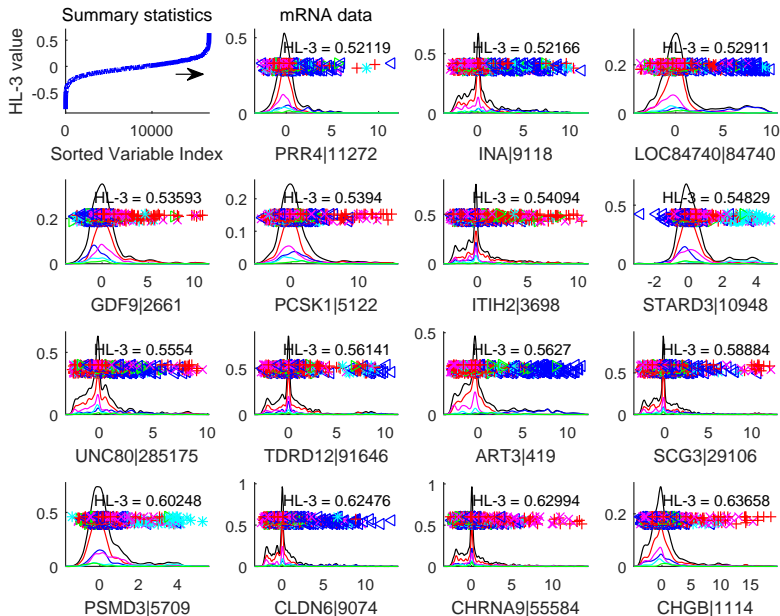 Summary statistics
mRNA data
HL-3 value
0.5
0
-0.5
0
10000
Sorted Variable Index
HL-3 = 0.52119
0.5
0
0
5
10
PRR4|11272
HL-3 = 0.52166
0.5
0
0
5
10
INA|9118
HL-3 = 0.52911
0.2
0
0
5
10
LOC84740|84740
HL-3 = 0.53593
0.2
0
0
5
10
GDF9|2661
HL-3 = 0.5394
0.2
0.1
0
0
5
10
PCSK1|5122
HL-3 = 0.54094
0.5
0
0
5
10
ITIH2|3698
HL-3 = 0.54829
0.2
0
-2
0
2
4
STARD3|10948
HL-3 = 0.5554
0.5
0
0
5
10
UNC80|285175
HL-3 = 0.56141
0.5
0
0
5
10
TDRD12|91646
HL-3 = 0.5627
0.5
0
0
5
10
ART3|419
HL-3 = 0.58884
0.5
0
0
5
10
SCG3|29106
HL-3 = 0.60248
0.5
0
0
2
4
PSMD3|5709
HL-3 = 0.62476
1
0.5
0
0
5
10
CLDN6|9074
HL-3 = 0.62994
1
0.5
0
0
5
10
CHRNA9|55584
HL-3 = 0.63658
0.2
0
0
5
10
15
CHGB|1114